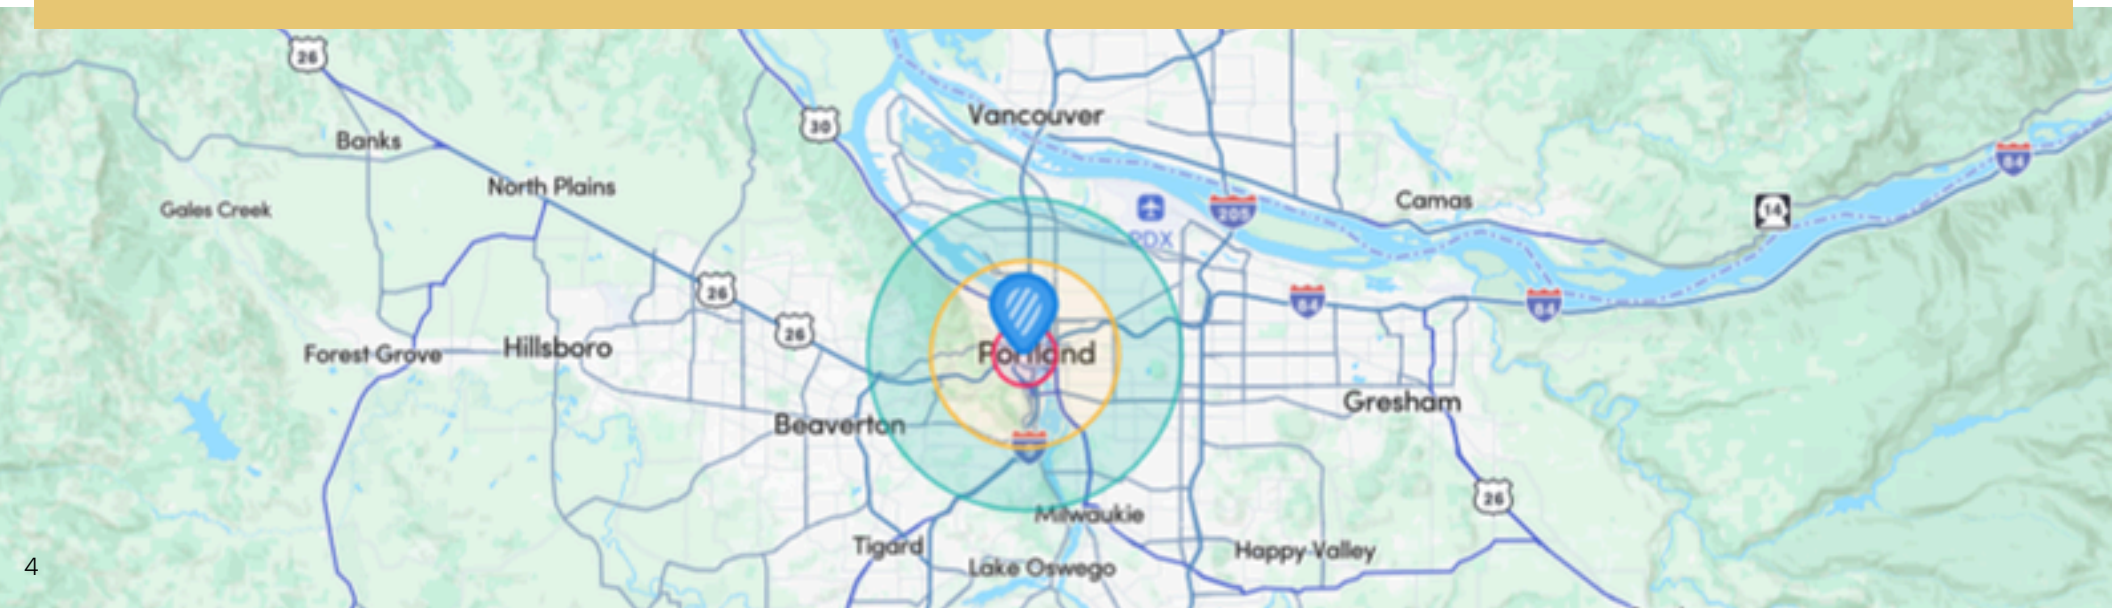 26
30
Vancouver
Banks
North Plains
Camas
84
Gales Creek
PDX
205
14
26
84
84
26
Forest Grove
Hillsboro
Portland
Gresham
Beaverton
26
Milwaukie
Tigard
Happy Valley
4
Lake Oswego